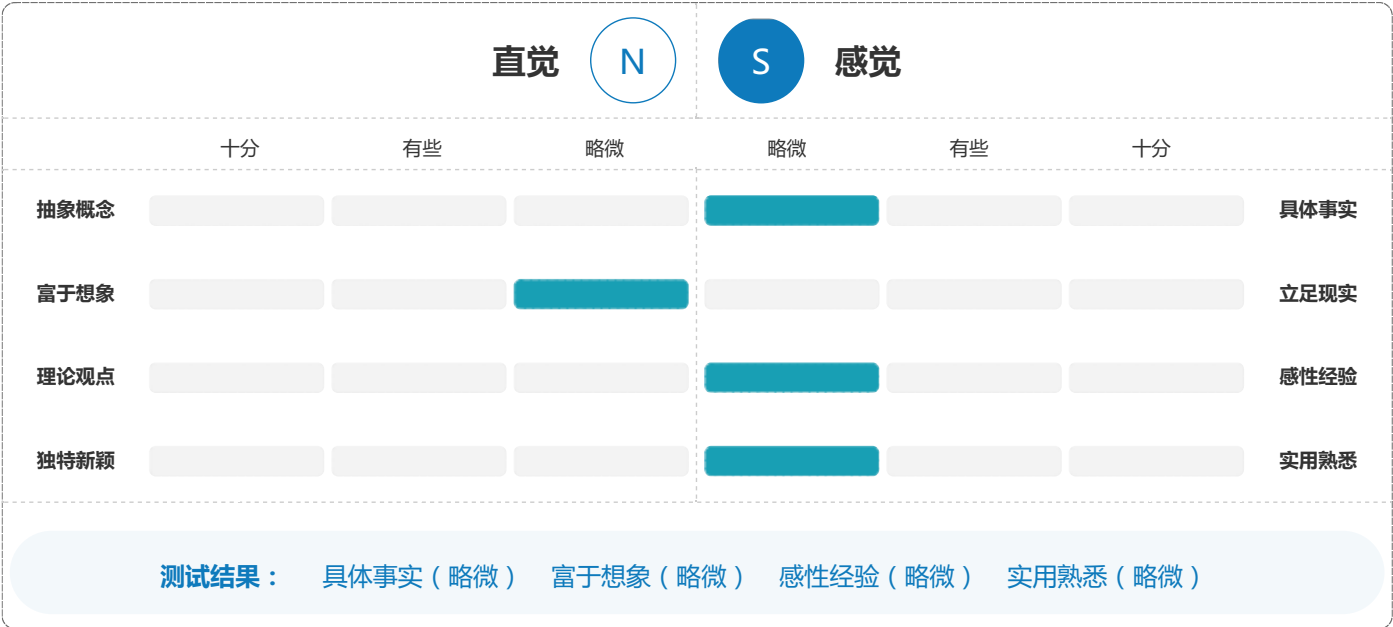 直觉 N S 感觉
十分 有些 略微 略微 有些 十分
抽象概念 具体事实
富于想象 立足现实
理论观点 感性经验
独特新颖 实用熟悉
测试结果： 具体事实（略微） 富于想象（略微） 感性经验（略微） 实用熟悉（略微）